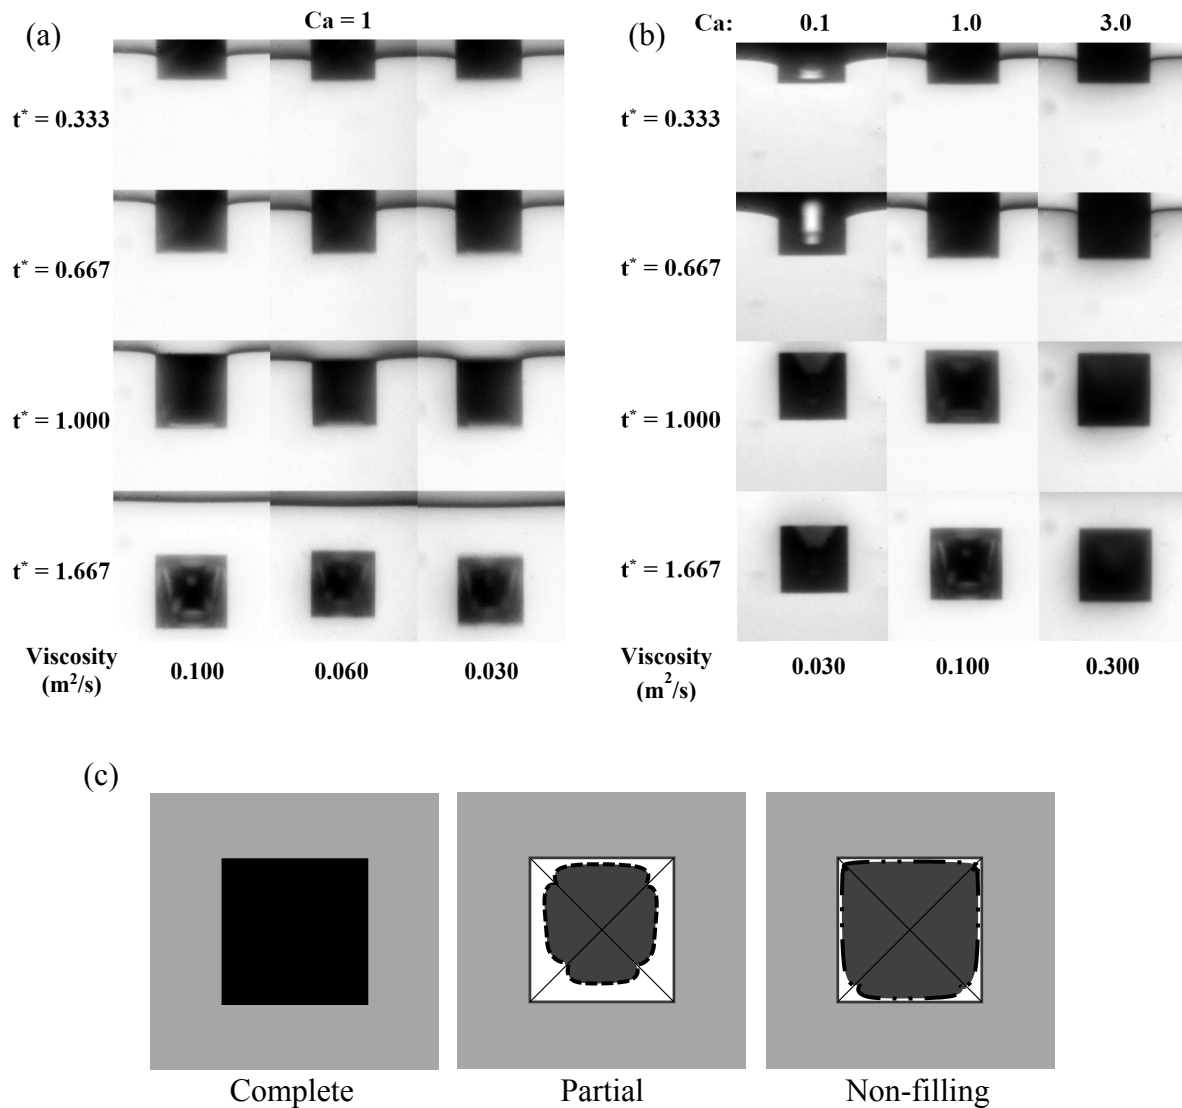 (a)
Ca = 1
t* = 0.333
t* = 0.667
t* = 1.000
t* = 1.667
Viscosity
(m²/s)
0.100 0.060 0.030
(b)
Ca: 0.1 1.0 3.0
t* = 0.333
t* = 0.667
t* = 1.000
t* = 1.667
Viscosity
(m²/s)
0.030 0.100 0.300
(c)
Complete Partial Non-filling